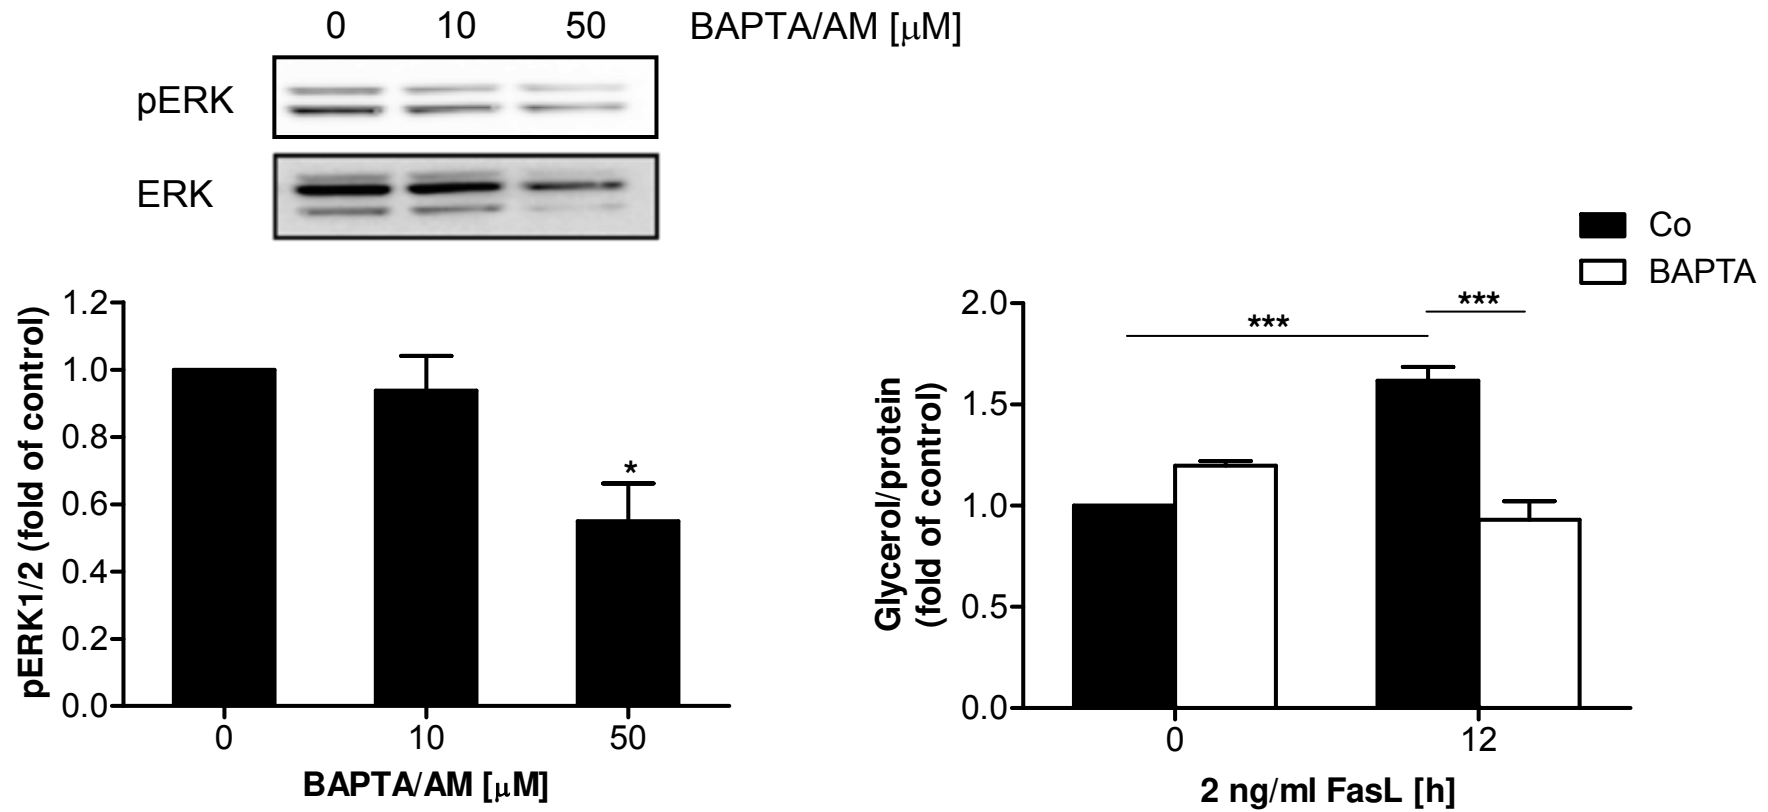 0 10 50 BAPTA/AM [μM]
pERK
ERK
pERK1/2 (fold of control)
1.2
1.0
0.8
0.6
0.4
0.2
0.0
*
0 10 50
BAPTA/AM [μM]
Co
BAPTA
Glycerol/protein
(fold of control)
2.0
1.5
1.0
0.5
0.0
***
***
0 12
2 ng/ml FasL [h]